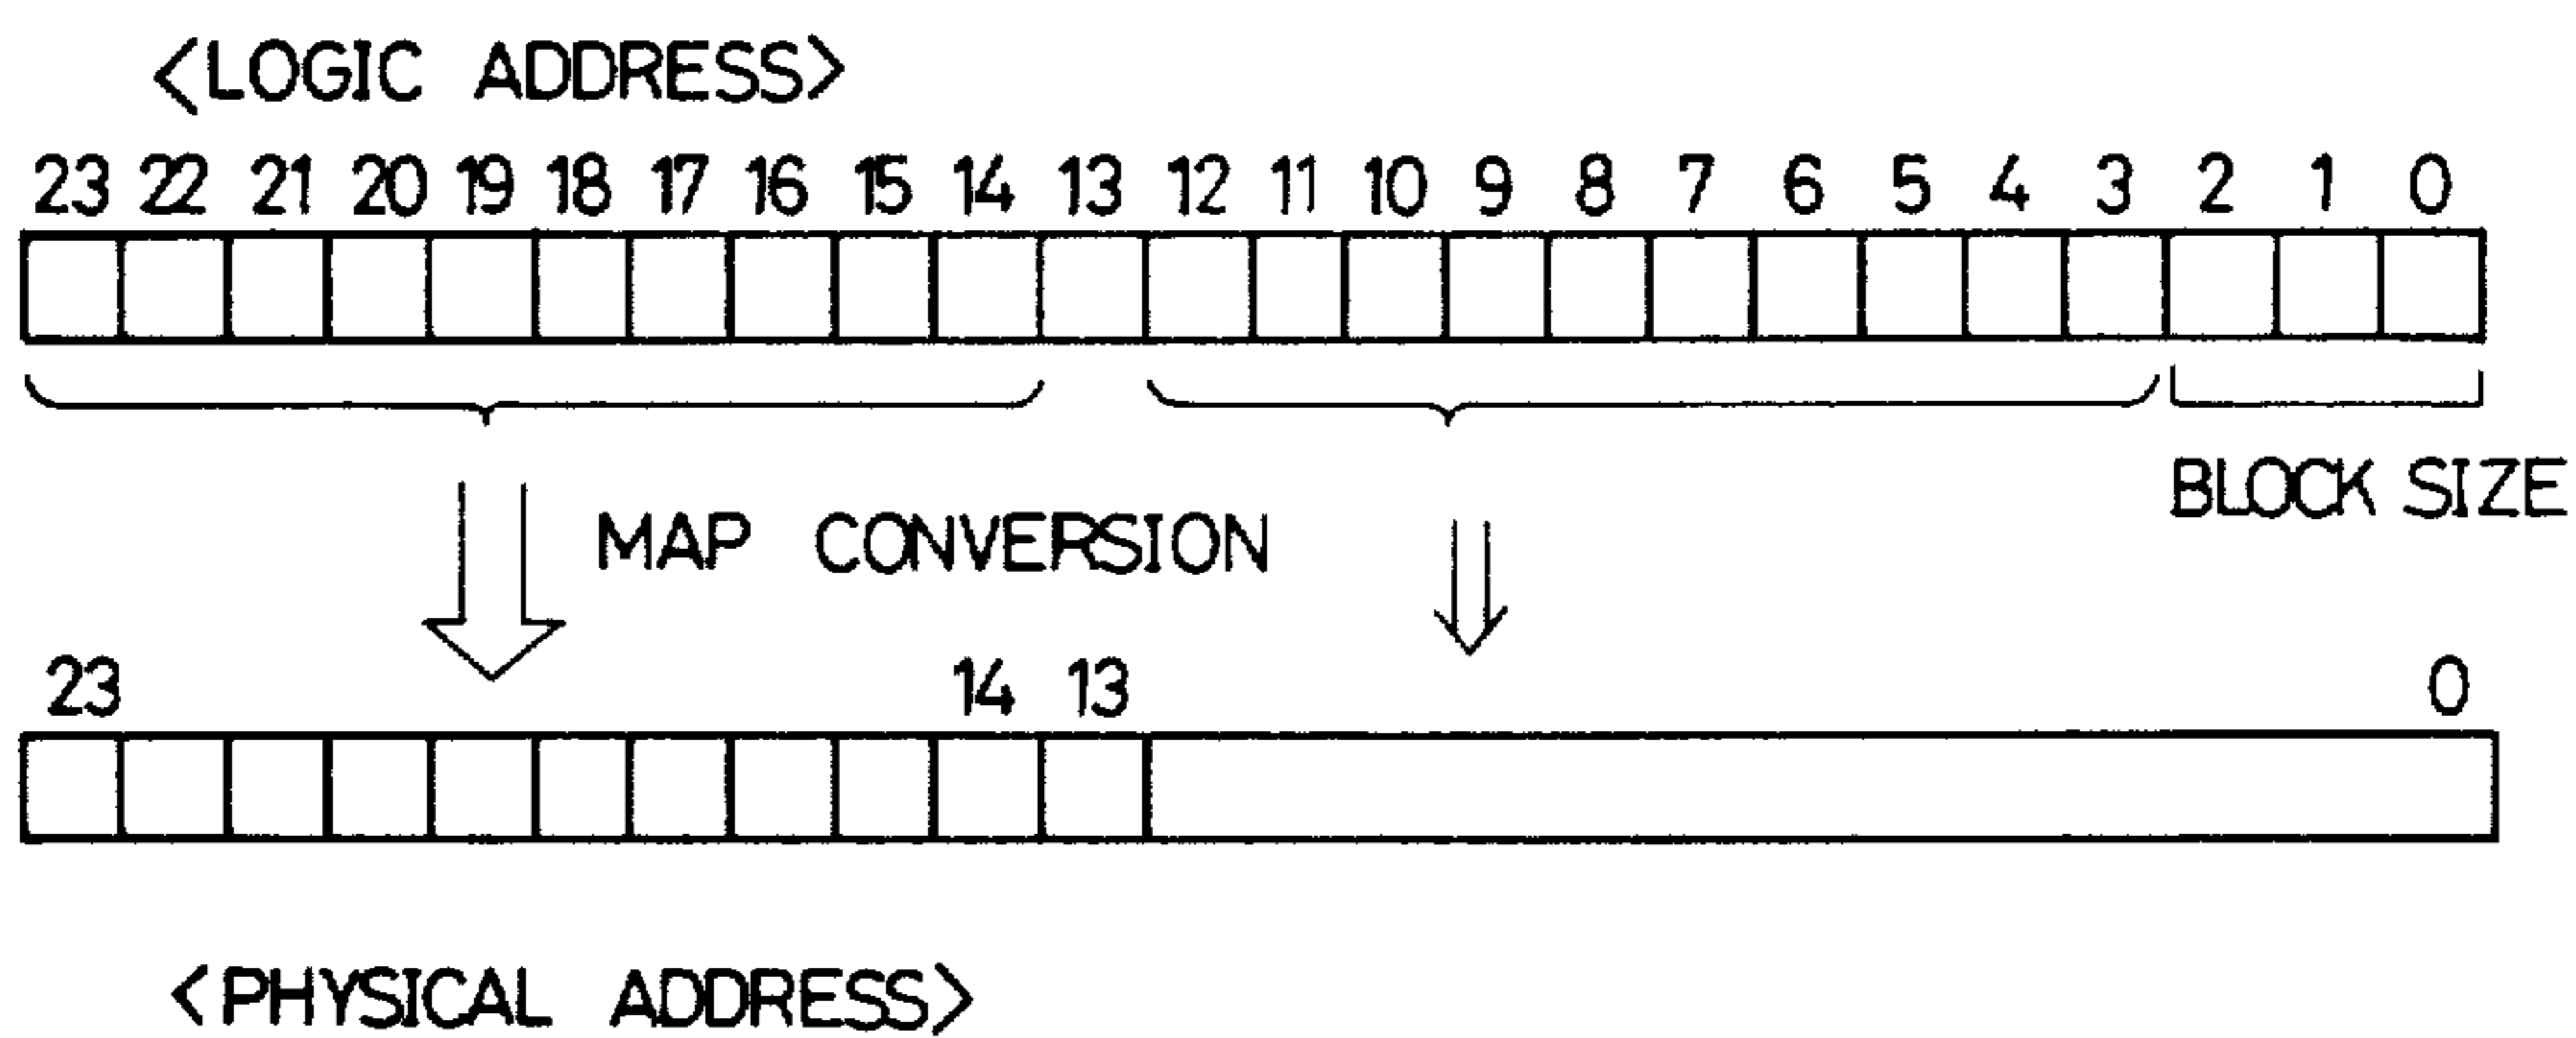 <LOGIC ADDRESS>
23 22 21 20 19 18 17 16 15 14 13 12 11 10 9 8 7 6 5 4 3 2 1 0
BLOCK SIZE
MAP CONVERSION
23 14 13 0
<PHYSICAL ADDRESS>